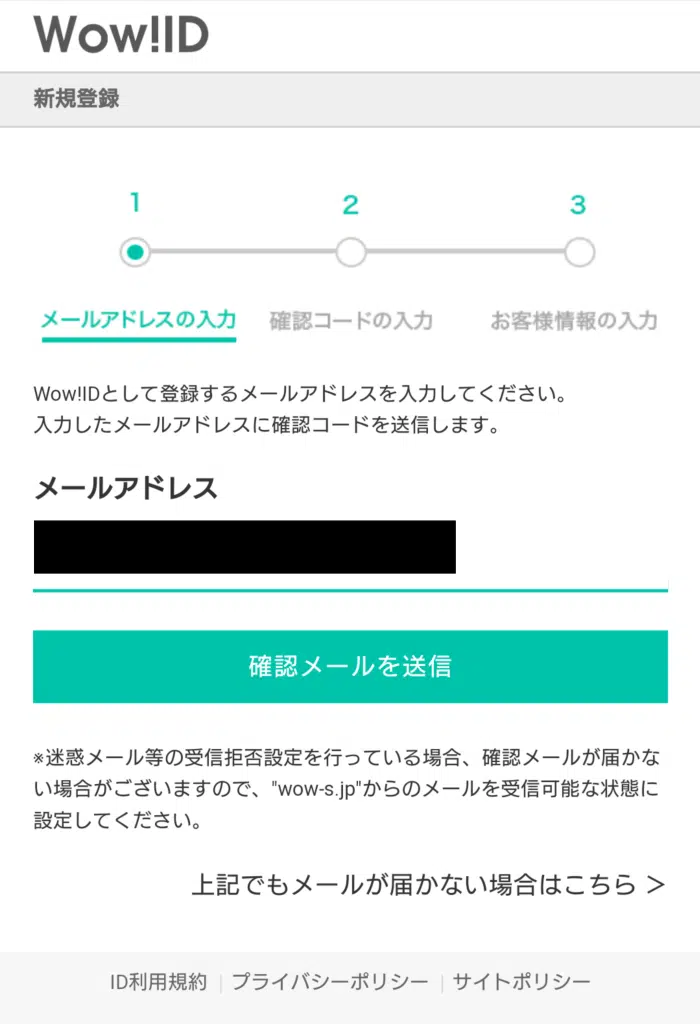 Wow!ID
新規登録
1 2 3
メールアドレスの入力 確認コードの入力 お客様情報の入力
Wow!IDとして登録するメールアドレスを入力してください。
入力したメールアドレスに確認コードを送信します。
メールアドレス
確認メールを送信
※迷惑メール等の受信拒否設定を行っている場合、確認メールが届かな
い場合がございますので、"wow-s.jp"からのメールを受信可能な状態に
設定してください。
上記でもメールが届かない場合はこちら ＞
ID利用規約 | プライバシーポリシー | サイトポリシー